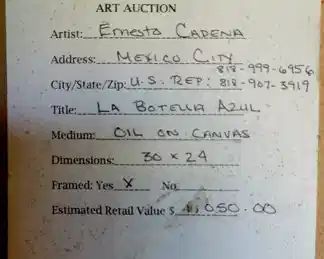 ART AUCTION
Artist: Ernesto Cadena
Address: MEXICO CITY
818-999-6956
City/State/Zip: U.S. REP: 818-907-3919
Title: LA BOTELLA AZUL
Medium: OIL ON CANVAS
Dimensions: 30 x 24
Framed: Yes X No
Estimated Retail Value $ 1,050.00